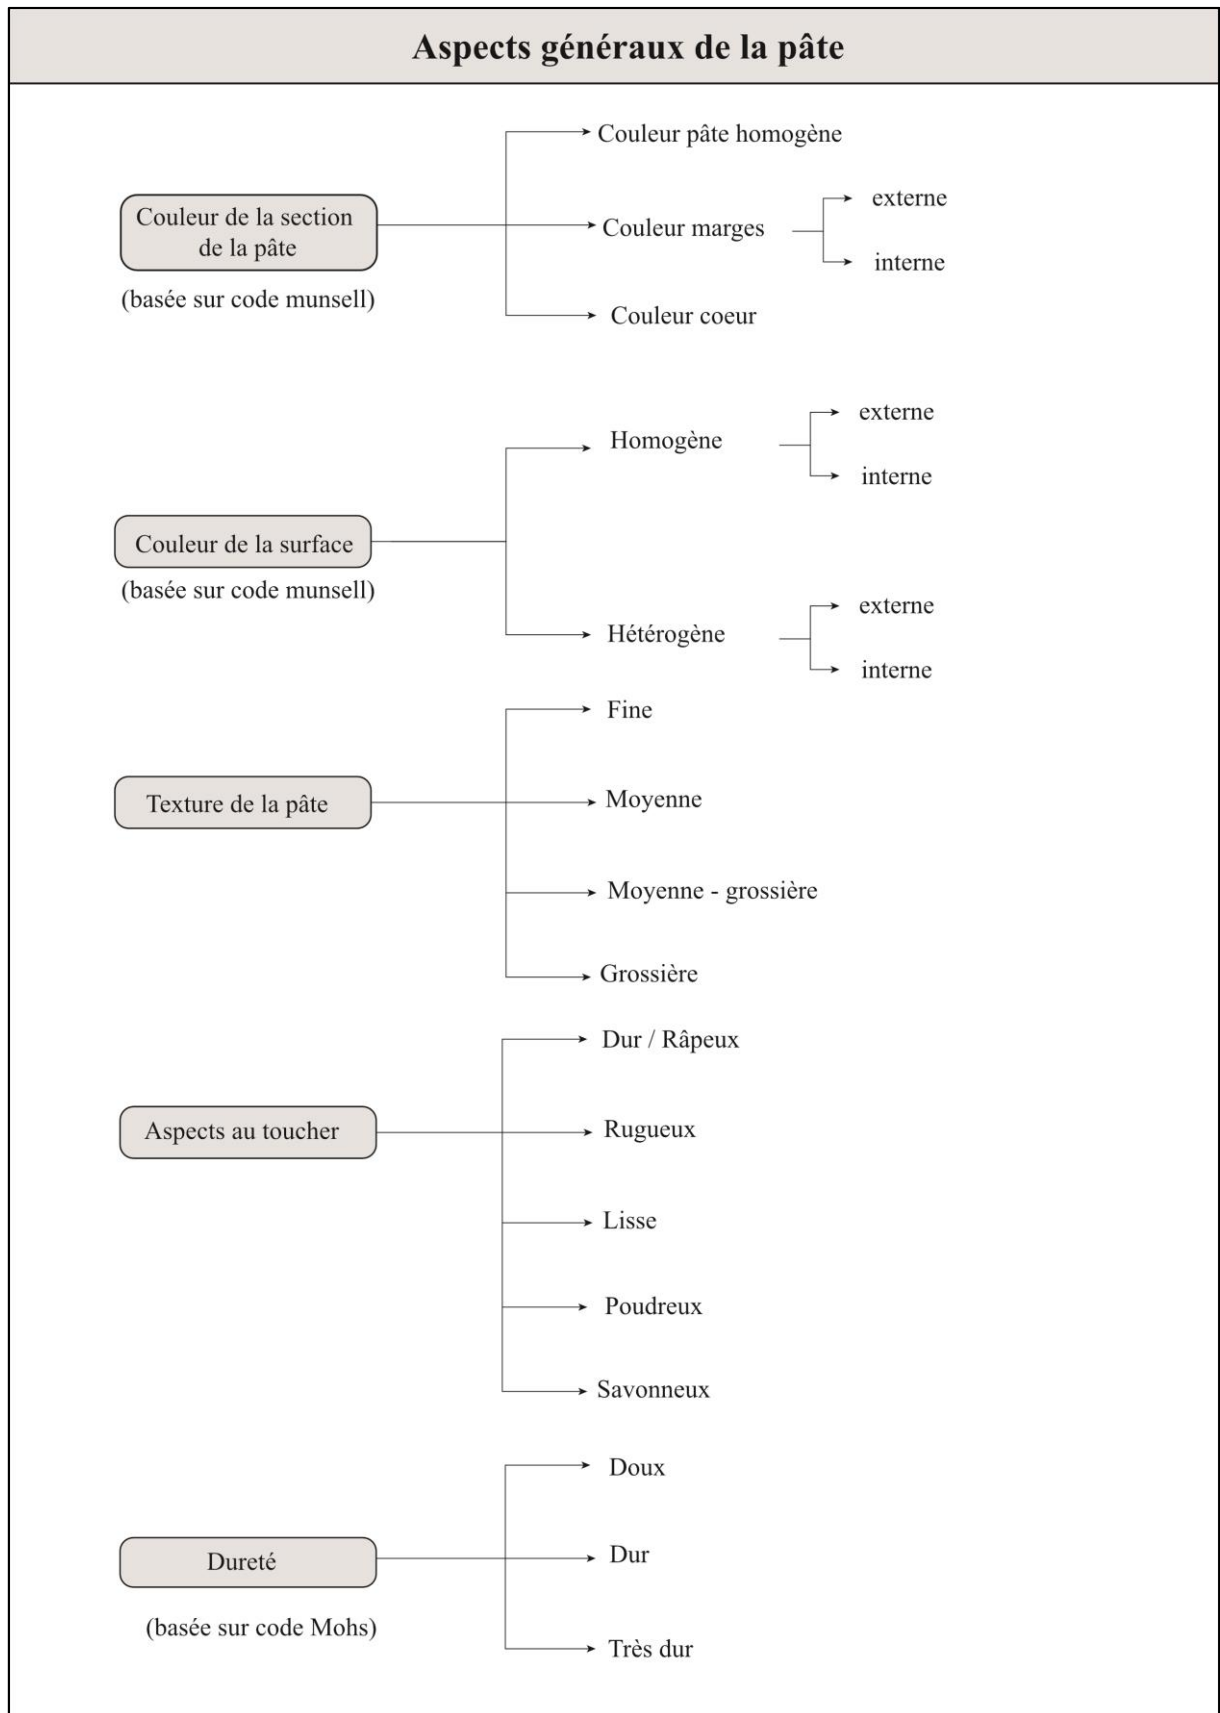 Aspects généraux de la pâte
Couleur de la section
de la pâte
(basée sur code munsell)
Couleur pâte homogène
Couleur marges
externe
interne
Couleur coeur
Couleur de la surface
(basée sur code munsell)
Homogène
externe
interne
Hétérogène
externe
interne
Texture de la pâte
Fine
Moyenne
Moyenne - grossière
Grossière
Aspects au toucher
Dur / Râpeux
Rugueux
Lisse
Poudreux
Savonneux
Dureté
(basée sur code Mohs)
Doux
Dur
Très dur